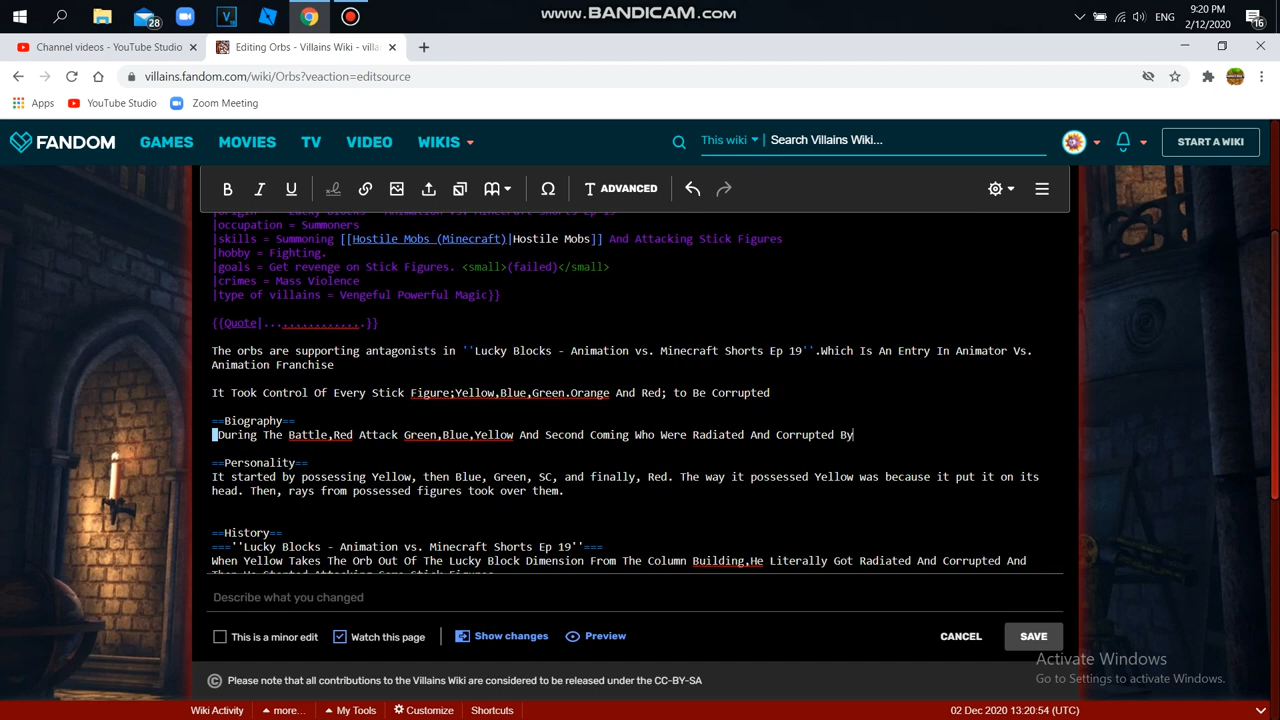 www.BANDICAM.com
28
ENG
9:20 PM
2/12/2020
16
Channel videos - YouTube Studio
Editing Orbs - Villains Wiki - villa
villains.fandom.com/wiki/Orbs?veaction=editsource
Apps
YouTube Studio
Zoom Meeting
FANDOM
GAMES
MOVIES
TV
VIDEO
WIKIS
This wiki
Search Villains Wiki...
START A WIKI
B
I
U
Ω
T ADVANCED
|occupation = Summoners
|skills = Summoning [[Hostile Mobs (Minecraft)|Hostile Mobs]] And Attacking Stick Figures
|hobby = Fighting.
|goals = Get revenge on Stick Figures. <small>(failed)</small>
|crimes = Mass Violence
|type of villains = Vengeful Powerful Magic}}
{{Quote|...,............}}
The orbs are supporting antagonists in ''Lucky Blocks - Animation vs. Minecraft Shorts Ep 19''.Which Is An Entry In Animator Vs.
Animation Franchise
It Took Control Of Every Stick Figure;Yellow,Blue,Green.Orange And Red; to Be Corrupted
==Biography==
During The Battle,Red Attack Green,Blue,Yellow And Second Coming Who Were Radiated And Corrupted By
==Personality==
It started by possessing Yellow, then Blue, Green, SC, and finally, Red. The way it possessed Yellow was because it put it on its
head. Then, rays from possessed figures took over them.
==History==
===''Lucky Blocks - Animation vs. Minecraft Shorts Ep 19''===
When Yellow Takes The Orb Out Of The Lucky Block Dimension From The Column Building,He Literally Got Radiated And Corrupted And
Describe what you changed
This is a minor edit
Watch this page
Show changes
Preview
CANCEL
SAVE
Activate Windows
Go to Settings to activate Windows.
Please note that all contributions to the Villains Wiki are considered to be released under the CC-BY-SA
Wiki Activity
more...
My Tools
Customize
Shortcuts
02 Dec 2020 13:20:54 (UTC)